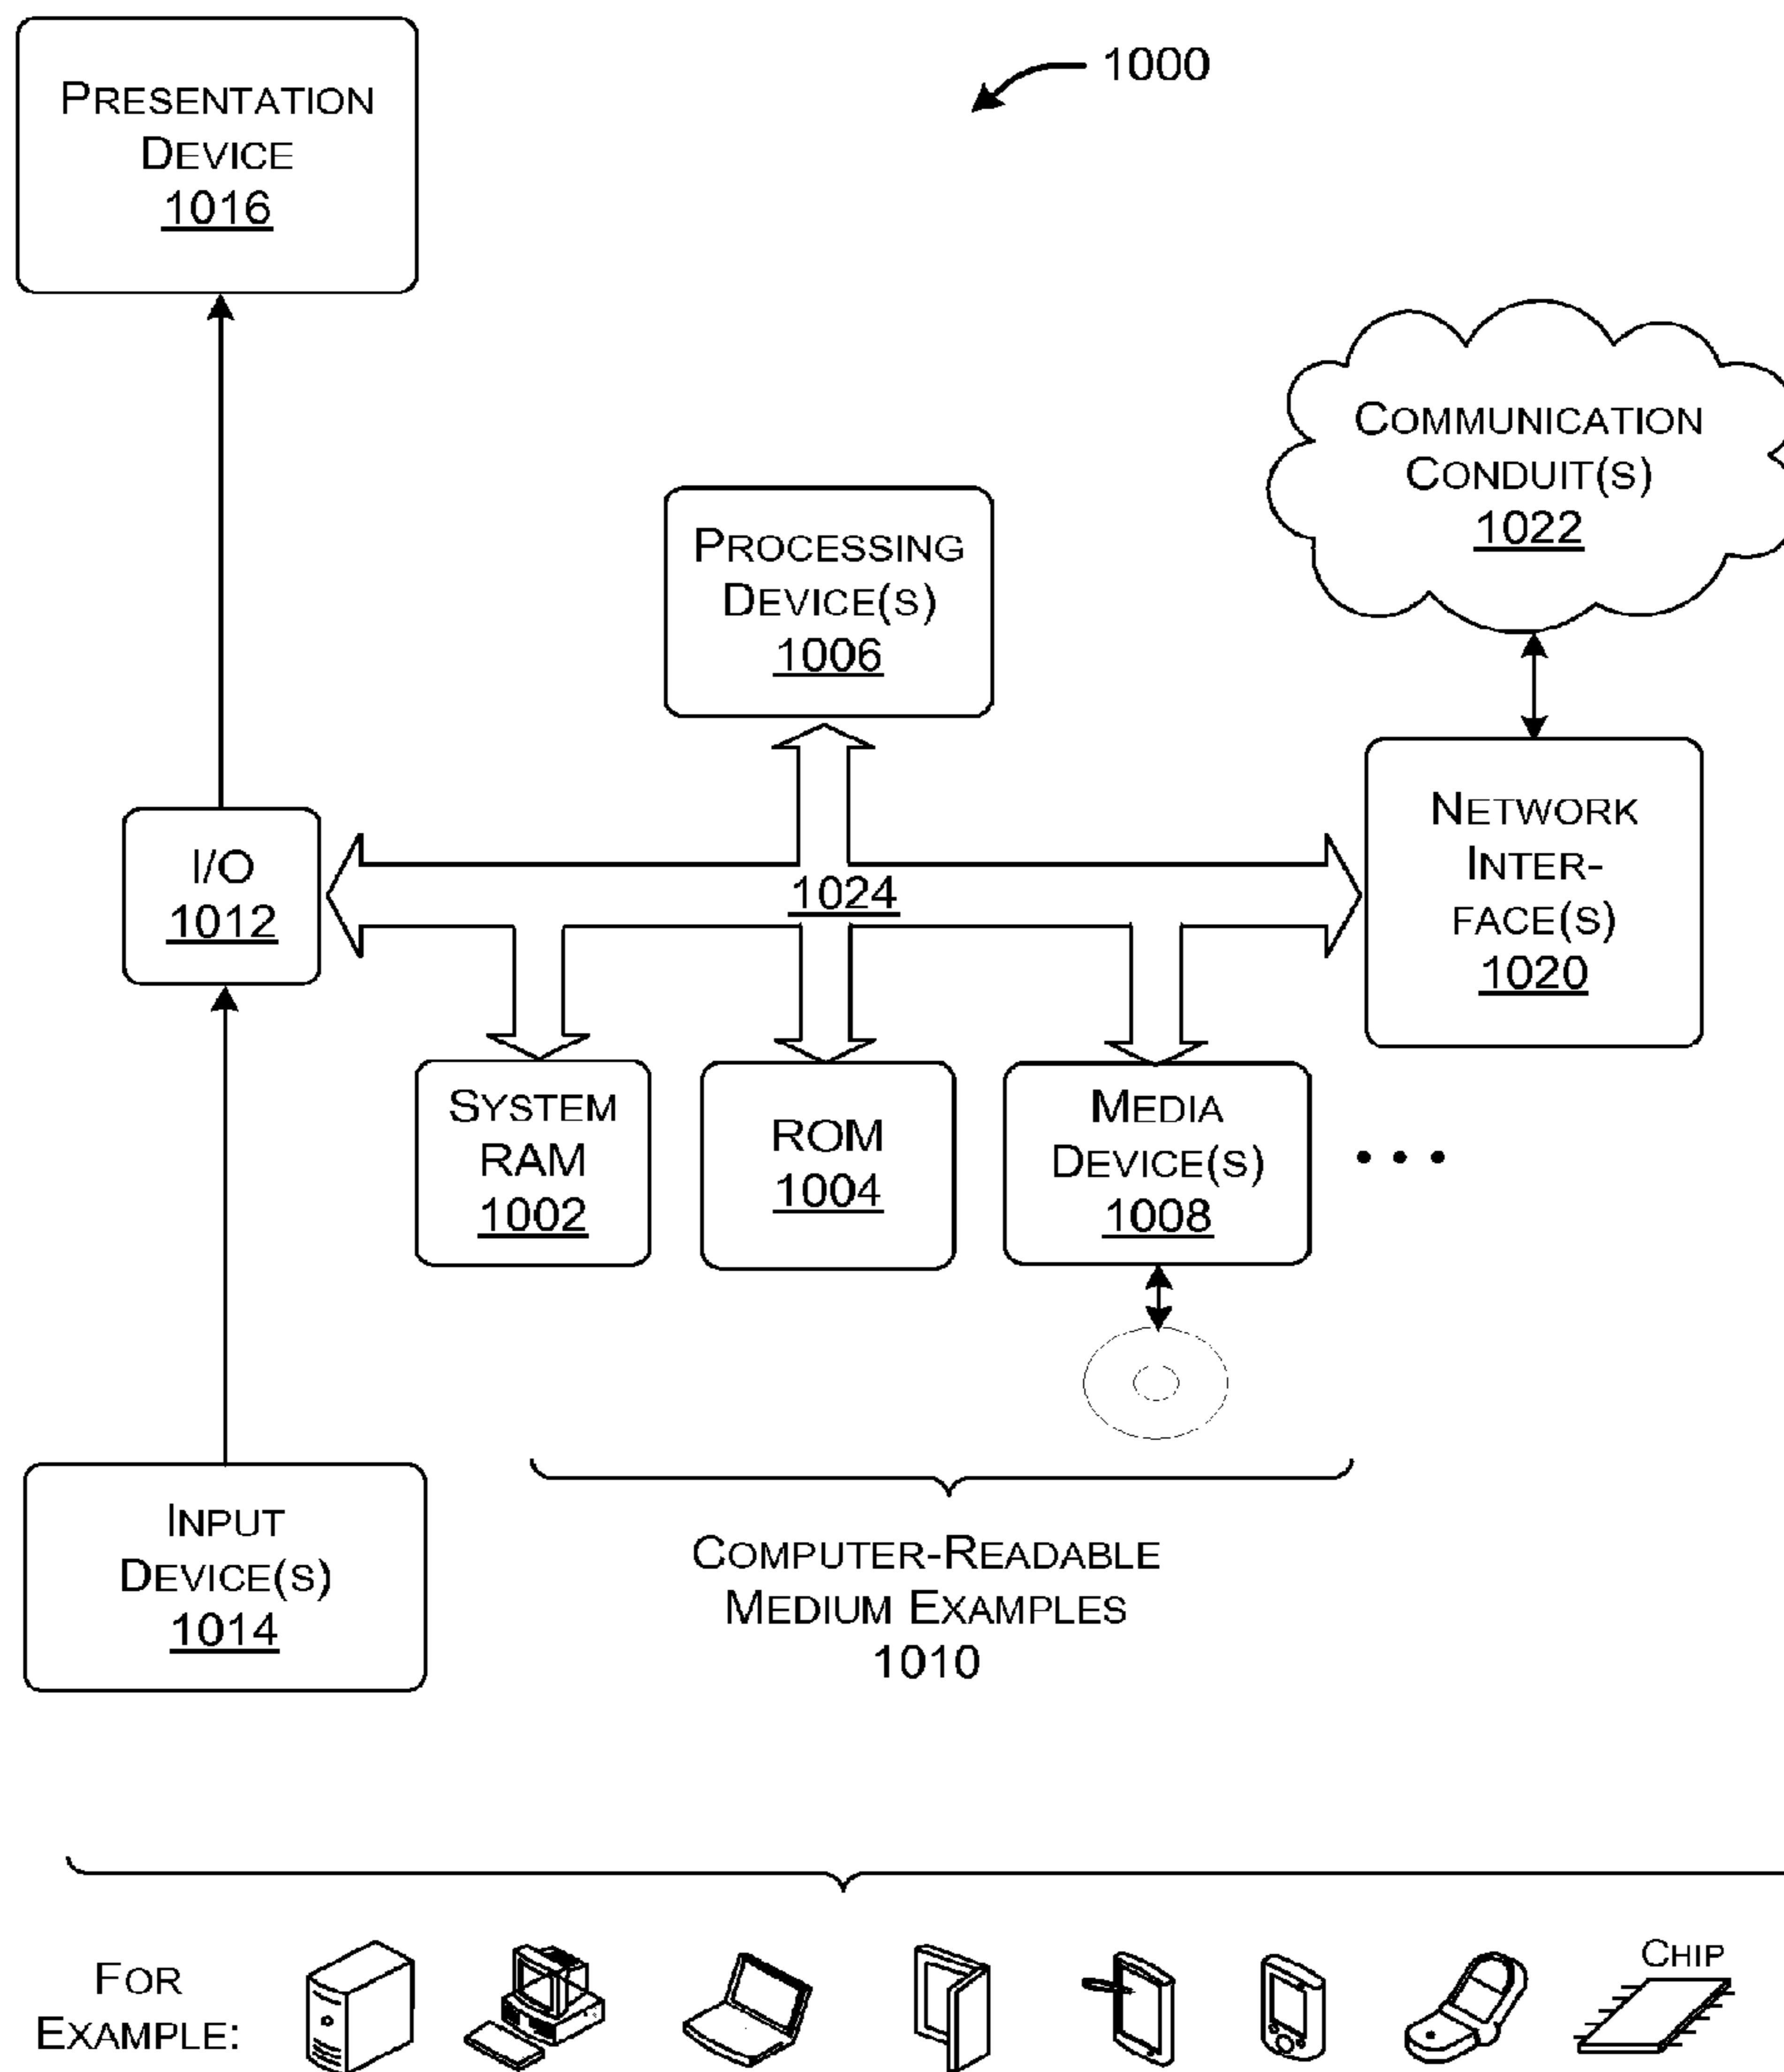 PRESENTATION
DEVICE
1016
1000
COMMUNICATION
CONDUIT(S)
1022
PROCESSING
DEVICE(S)
1006
NETWORK
INTER-
FACE(S)
1020
I/O
1012
1024
SYSTEM
RAM
1002
ROM
1004
MEDIA
DEVICE(S)
1008
• • •
INPUT
DEVICE(S)
1014
COMPUTER-READABLE
MEDIUM EXAMPLES
1010
FOR
EXAMPLE:
CHIP